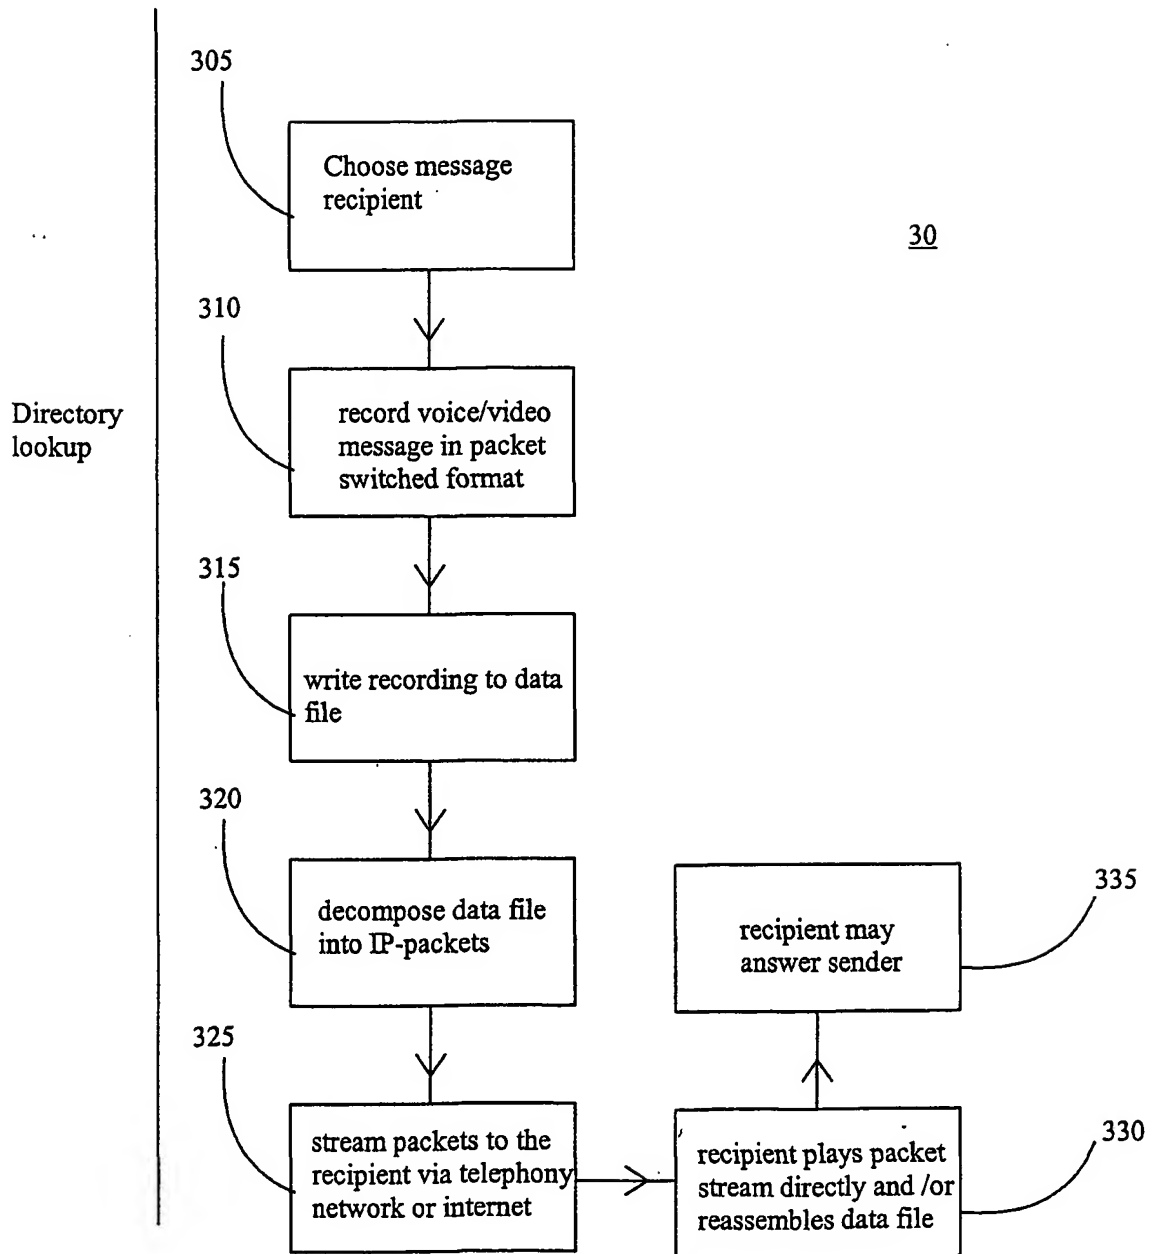 305
Choose message
recipient
30
310
Directory
lookup
record voice/video
message in packet
switched format
315
write recording to data
file
320
decompose data file
into IP-packets
325
stream packets to the
recipient via telephony
network or internet
330
recipient plays packet
stream directly and /or
reassembles data file
335
recipient may
answer sender